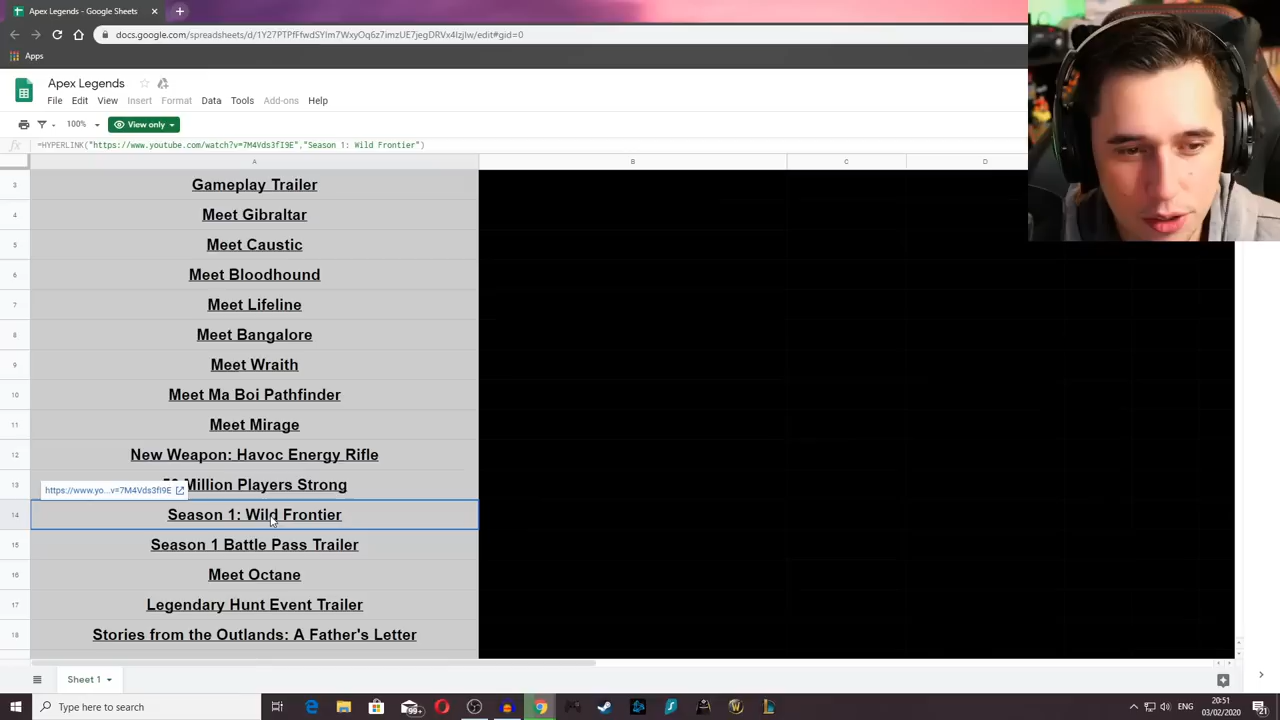 Apex Legends - Google Sheets
docs.google.com/spreadsheets/d/1Y27PTPfFfwdSYlm7WxyOq6z7imzUE7jegDRVx4lzjlw/edit#gid=0
Apps
Apex Legends
File Edit View Insert Format Data Tools Add-ons Help
100% View only
fx =HYPERLINK("https://www.youtube.com/watch?v=7M4Vds3fI9E","Season 1: Wild Frontier")
A B C D
3 Gameplay Trailer
4 Meet Gibraltar
5 Meet Caustic
6 Meet Bloodhound
7 Meet Lifeline
8 Meet Bangalore
9 Meet Wraith
10 Meet Ma Boi Pathfinder
11 Meet Mirage
12 New Weapon: Havoc Energy Rifle
13 Million Players Strong
https://www.yo...v=7M4Vds3fI9E
14 Season 1: Wild Frontier
15 Season 1 Battle Pass Trailer
16 Meet Octane
17 Legendary Hunt Event Trailer
18 Stories from the Outlands: A Father's Letter
Sheet 1
Type here to search
99+
20:51
03/02/2020
21